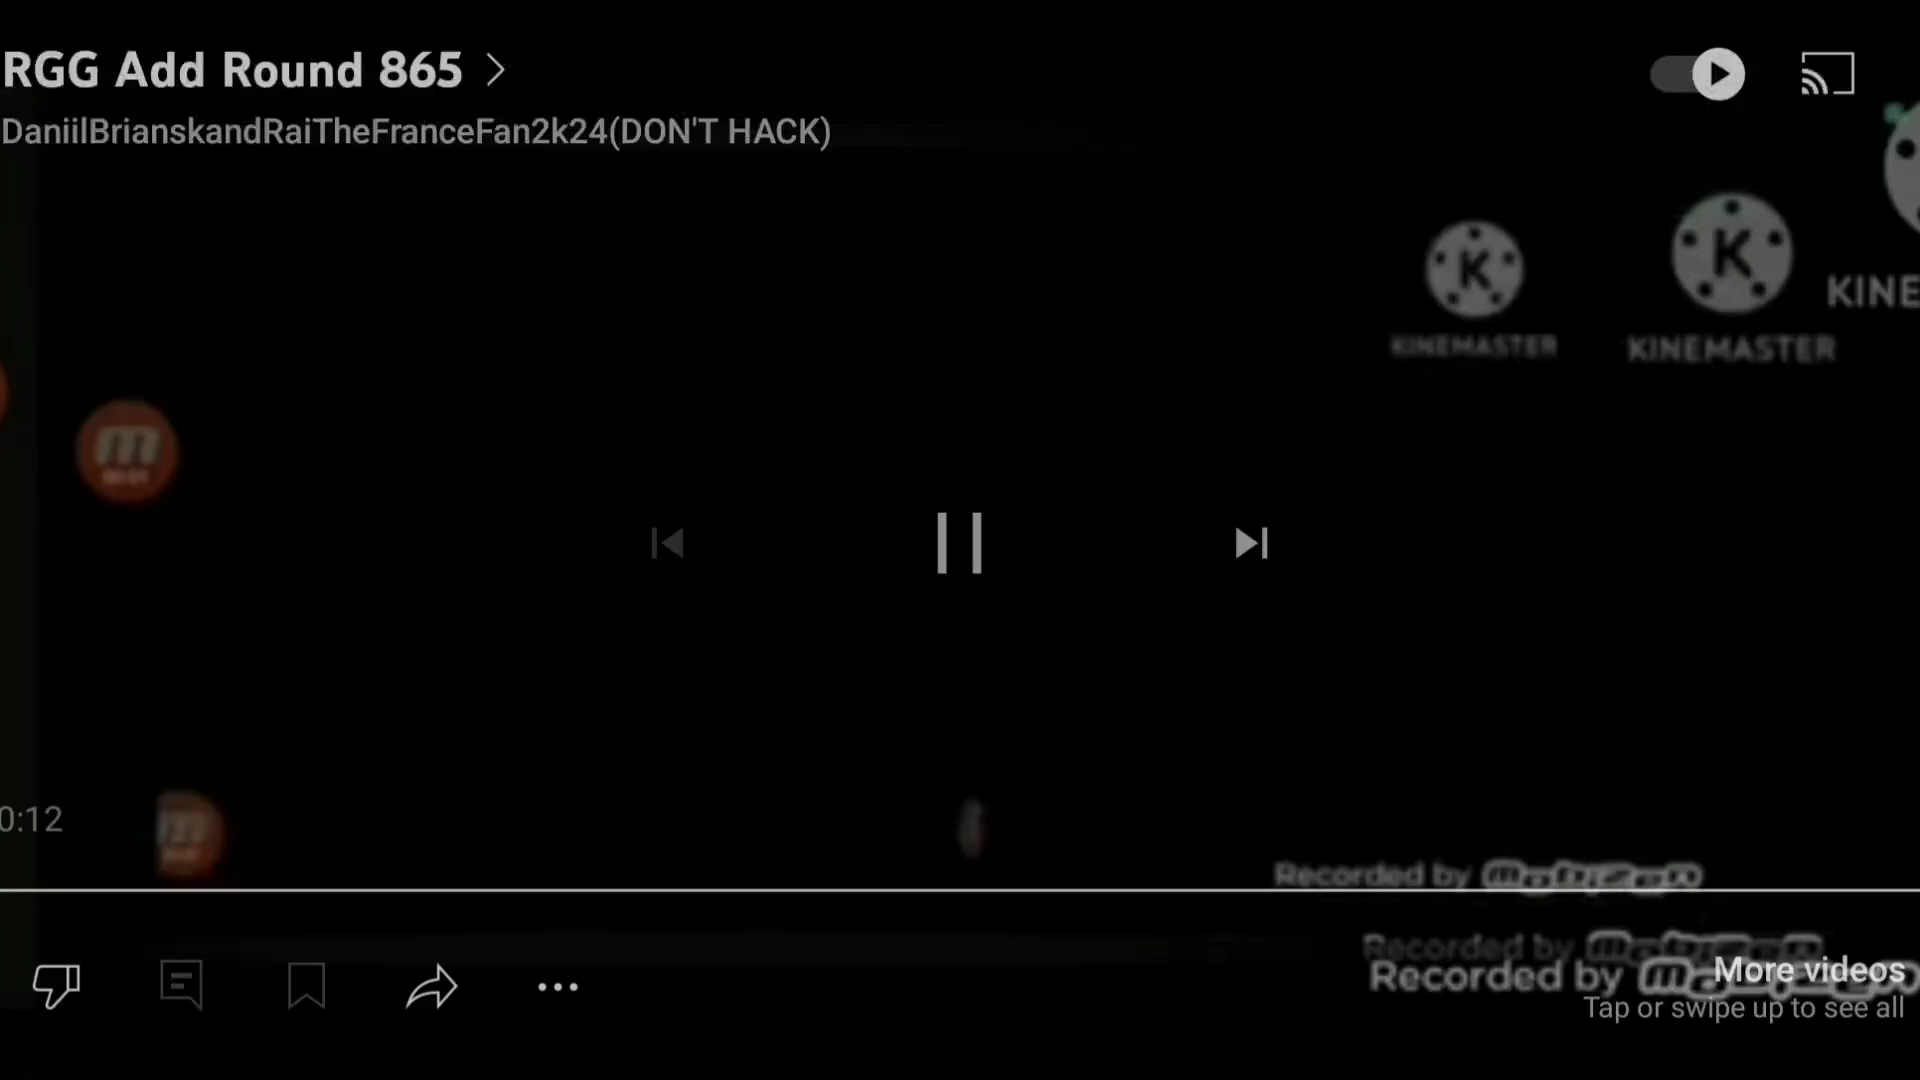 RGG Add Round 865
DaniilBrianskandRaiTheFranceFan2k24(DON'T HACK)
K
KINEMASTER
K
KINEMASTER
KINE
0:12
Recorded by
Recorded by
Recorded by
More videos
Tap or swipe up to see all